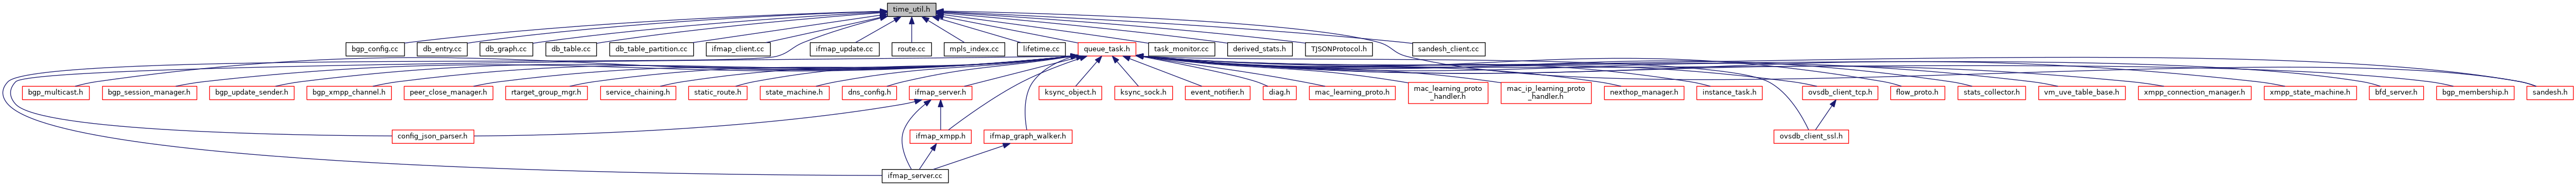 time_util.h
bgp_config.cc
db_entry.cc
db_graph.cc
db_table.cc
db_table_partition.cc
ifmap_client.cc
ifmap_update.cc
route.cc
mpls_index.cc
lifetime.cc
queue_task.h
task_monitor.cc
derived_stats.h
TJSONProtocol.h
sandesh_client.cc
bgp_multicast.h
bgp_session_manager.h
bgp_update_sender.h
bgp_xmpp_channel.h
peer_close_manager.h
rtarget_group_mgr.h
service_chaining.h
static_route.h
state_machine.h
dns_config.h
ifmap_server.h
ksync_object.h
ksync_sock.h
event_notifier.h
diag.h
mac_learning_proto.h
mac_learning_proto
_handler.h
mac_ip_learning_proto
_handler.h
nexthop_manager.h
instance_task.h
ovsdb_client_tcp.h
flow_proto.h
stats_collector.h
vm_uve_table_base.h
xmpp_connection_manager.h
xmpp_state_machine.h
bfd_server.h
bgp_membership.h
sandesh.h
config_json_parser.h
ifmap_xmpp.h
ifmap_graph_walker.h
ovsdb_client_ssl.h
ifmap_server.cc